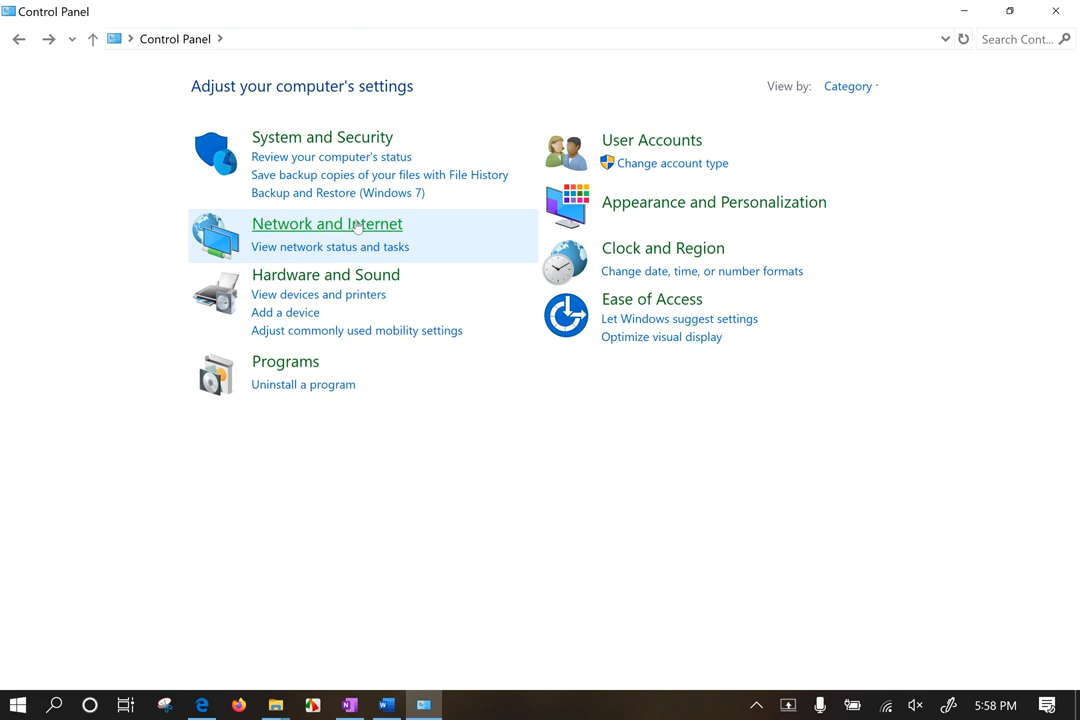 Control Panel
Control Panel
Search Cont...
Adjust your computer's settings
View by: Category
System and Security
Review your computer's status
Save backup copies of your files with File History
Backup and Restore (Windows 7)
Network and Internet
View network status and tasks
Hardware and Sound
View devices and printers
Add a device
Adjust commonly used mobility settings
Programs
Uninstall a program
User Accounts
Change account type
Appearance and Personalization
Clock and Region
Change date, time, or number formats
Ease of Access
Let Windows suggest settings
Optimize visual display
5:58 PM